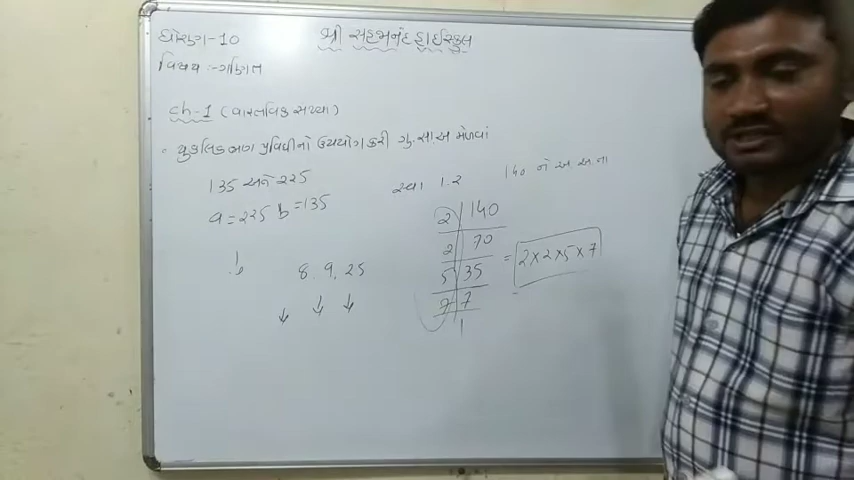 ધોરણ-10
શ્રી સહજાનંદ હાઈસ્કુલ
વિષય :- ગણિત
ch-1 (વાસ્તવિક સંખ્યા)
• યુકલિડ ભાગ પ્રવિધીનો ઉપયોગ કરી ગુ.સા.અ મેળવાં
135 અને 225
a = 225 b = 135
સ્વા 1.2
140 ને અ અ ના
2 140
2 70
5 35
7 7
1
= 2×2×5×7
8, 9, 25